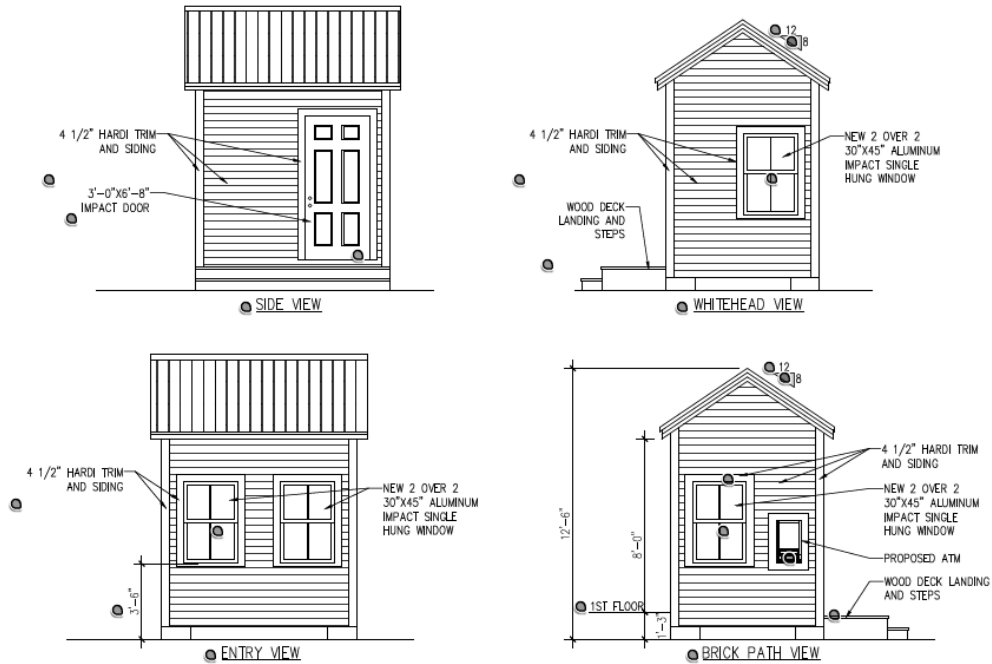 4 1/2" HARDI TRIM
AND SIDING
3'-0"X6'-8"
IMPACT DOOR
SIDE VIEW
12
8
4 1/2" HARDI TRIM
AND SIDING
NEW 2 OVER 2
30"X45" ALUMINUM
IMPACT SINGLE
HUNG WINDOW
WOOD DECK
LANDING AND
STEPS
WHITEHEAD VIEW
4 1/2" HARDI TRIM
AND SIDING
NEW 2 OVER 2
30"X45" ALUMINUM
IMPACT SINGLE
HUNG WINDOW
3'-6"
ENTRY VIEW
12
8
12'-6"
8'-0"
1ST FLOOR
1'-3"
4 1/2" HARDI TRIM
AND SIDING
NEW 2 OVER 2
30"X45" ALUMINUM
IMPACT SINGLE
HUNG WINDOW
PROPOSED ATM
WOOD DECK LANDING
AND STEPS
BRICK PATH VIEW